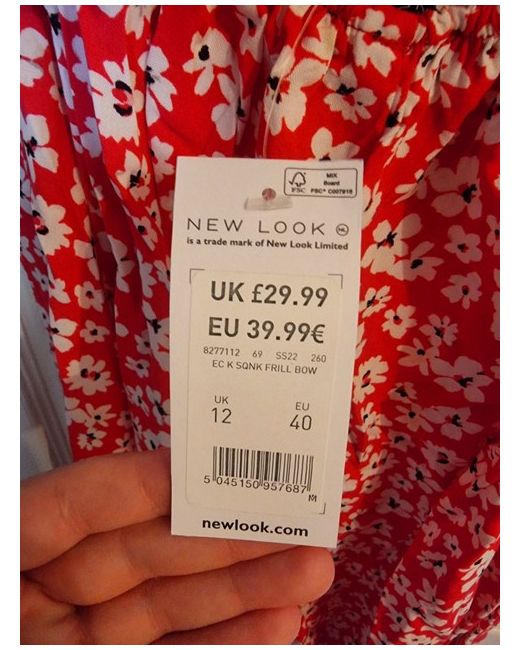 MIX
Board
FSC
FSC® C007915
NEW LOOK NL
is a trade mark of New Look Limited
UK £29.99
EU 39.99€
8277112 69 SS22 260
EC K SQNK FRILL BOW
UK EU
12 40
5 045150 957687
M
newlook.com